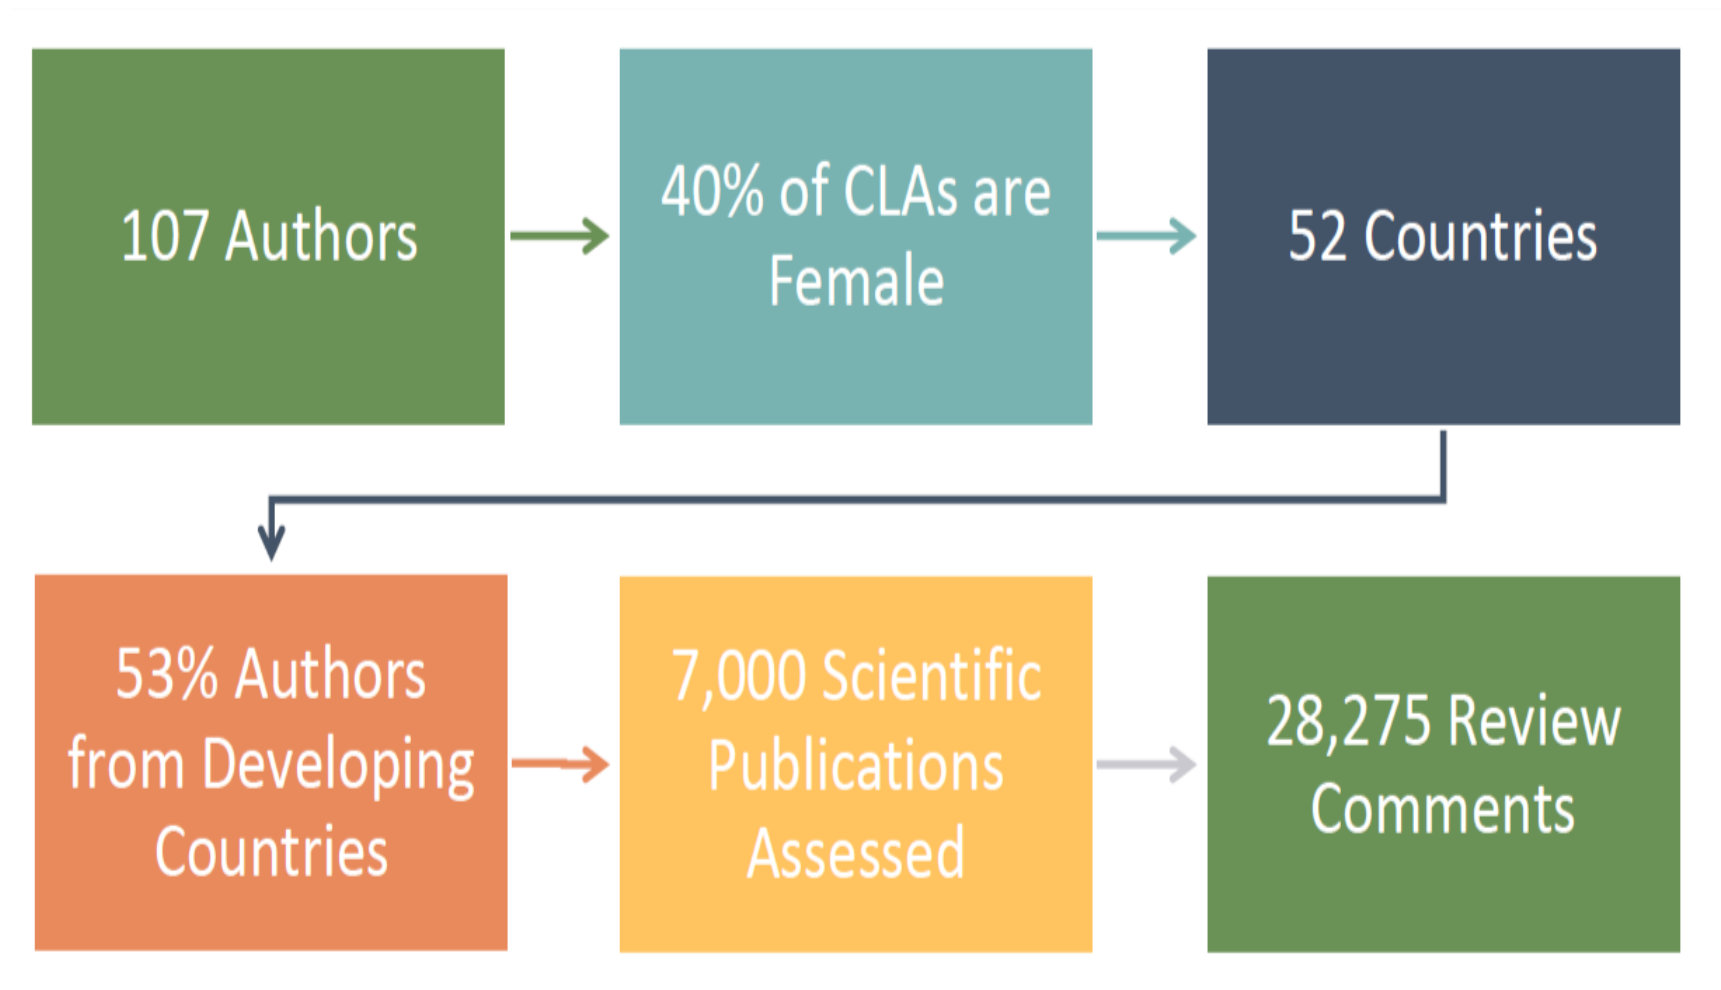 107 Authors
40% of CLAs are
Female
52 Countries
53% Authors
from Developing
Countries
7,000 Scientific
Publications
Assessed
28,275 Review
Comments